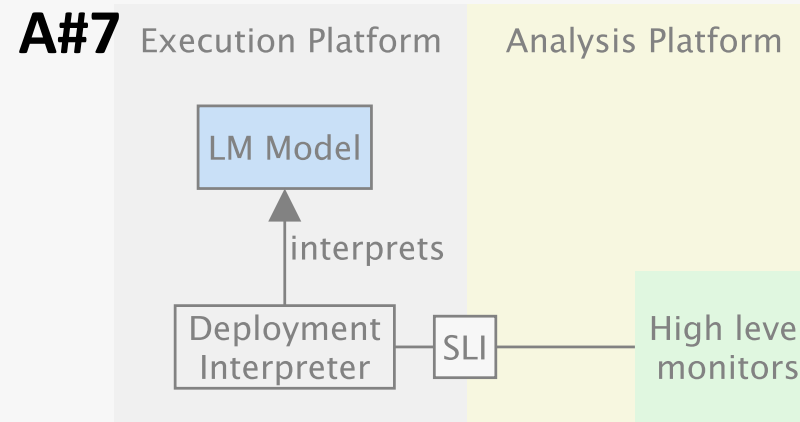 A#7
Execution Platform
Analysis Platform
LM Model
interprets
Deployment
Interpreter
SLI
High leve
monitors